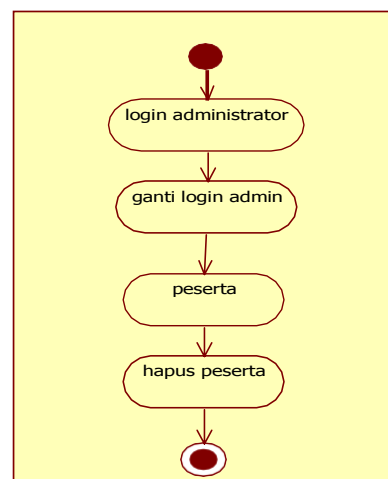 login administrator
ganti login admin
peserta
hapus peserta